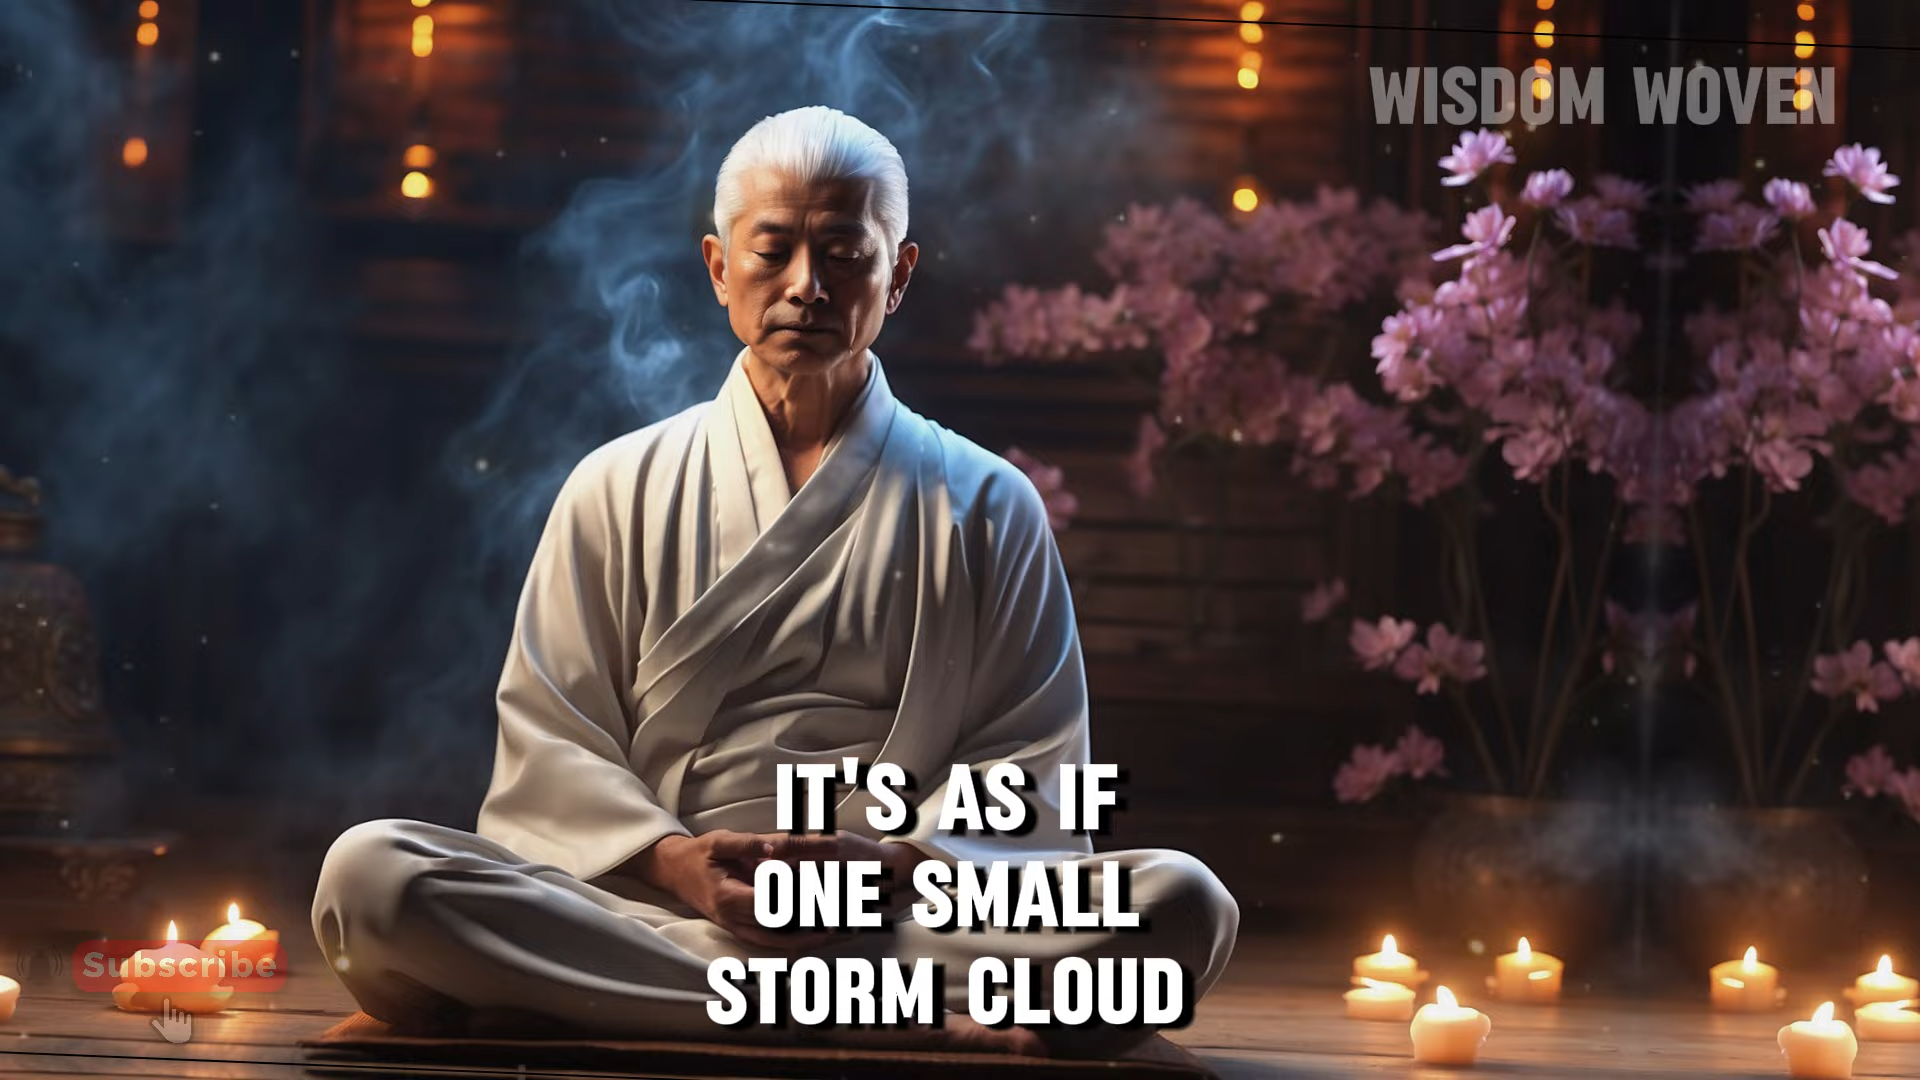 WISDOM WOVEN
IT'S AS IF
ONE SMALL
STORM CLOUD
Subscribe